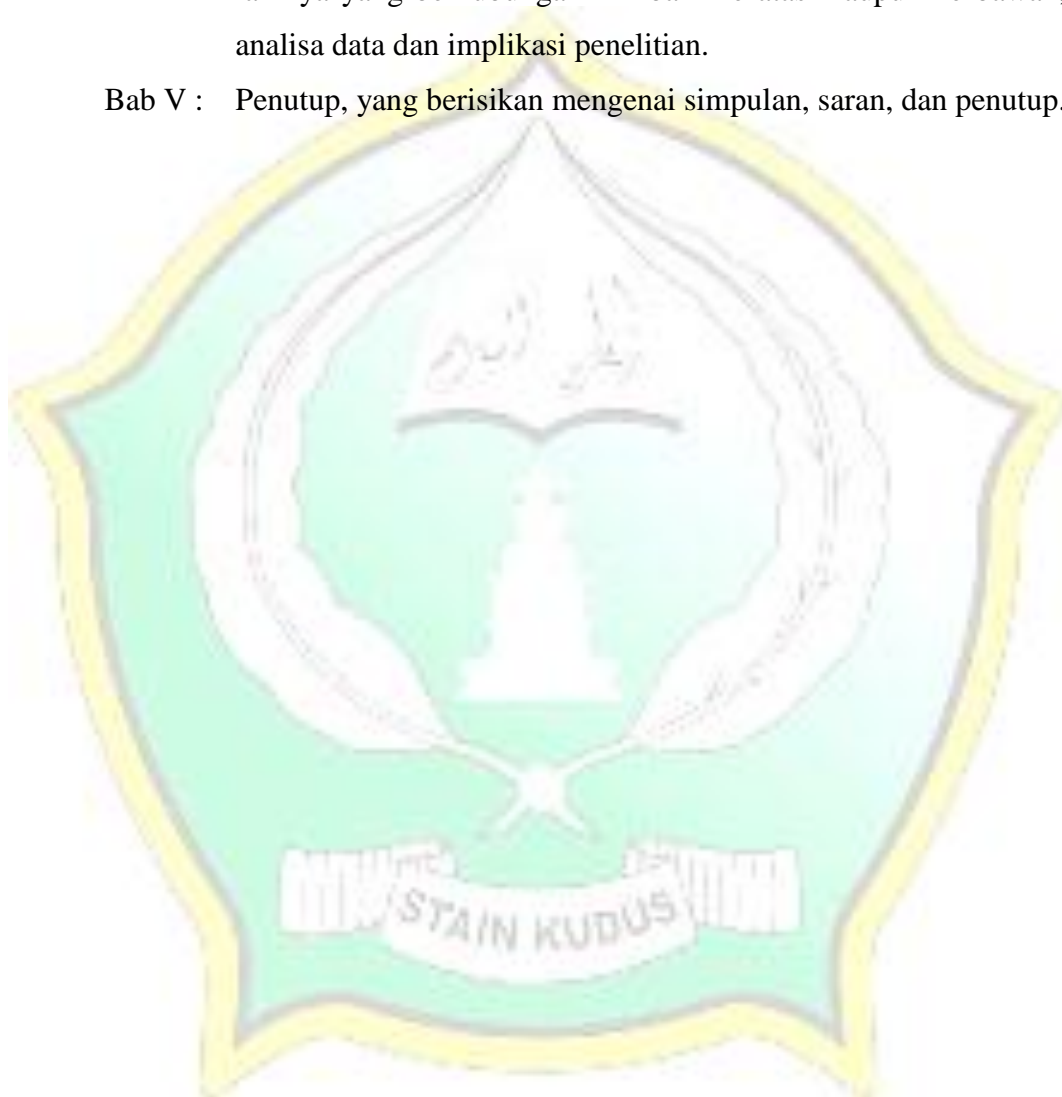 analisa data dan implikasi penelitian.
Bab V : Penutup, yang berisikan mengenai simpulan, saran, dan penutup.
STAIN KUDUS